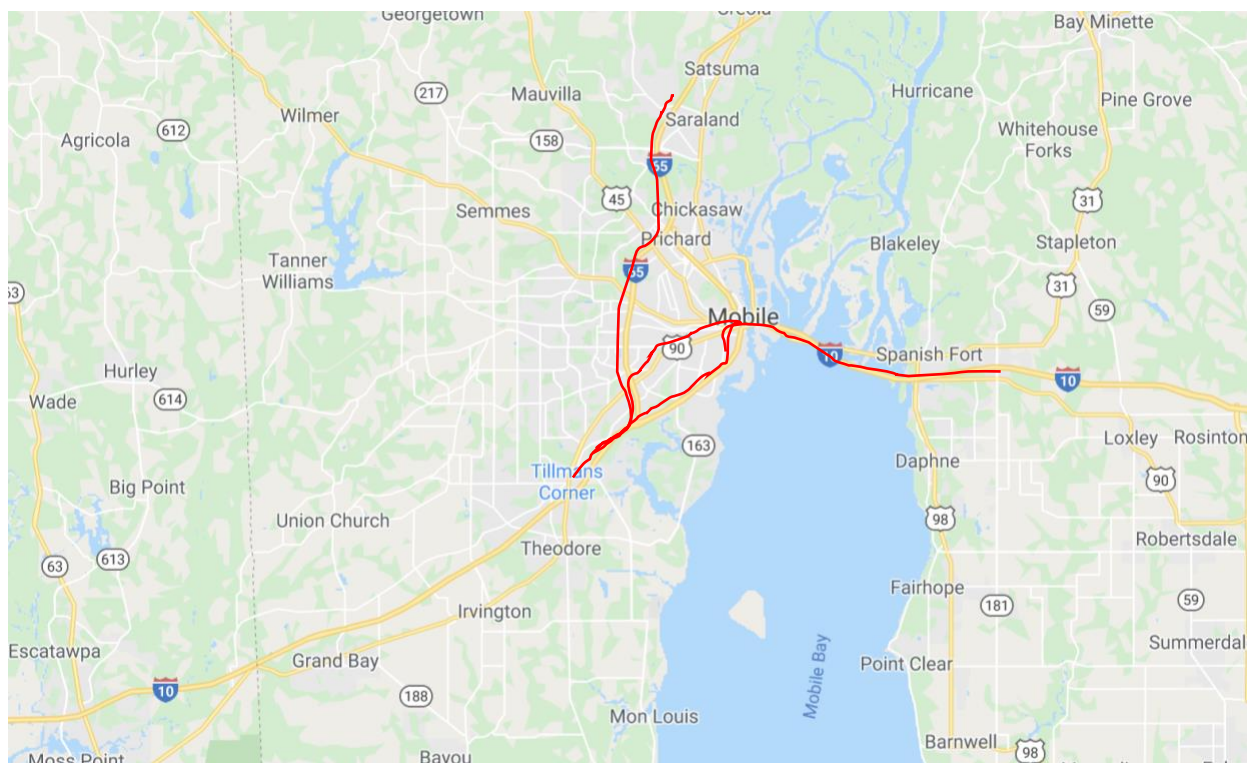 Georgetown
Creola
Bay Minette
Satsuma
217
Mauvilla
Hurricane
Pine Grove
Wilmer
Saraland
Agricola
612
158
Whitehouse
Forks
65
45
31
Semmes
Chickasaw
Prichard
Blakeley
Stapleton
Tanner
Williams
65
63
31
59
Mobile
90
10
Spanish Fort
Hurley
10
Wade
614
163
Loxley
Rosinton
Daphne
Tillmans
Corner
90
Big Point
Union Church
98
Theodore
Robertsdale
613
63
Fairhope
181
59
Irvington
Summerdal
Escatawpa
Grand Bay
Point Clear
10
188
Mobile Bay
Mon Louis
Barnwell
98
Moss Point
Bayou